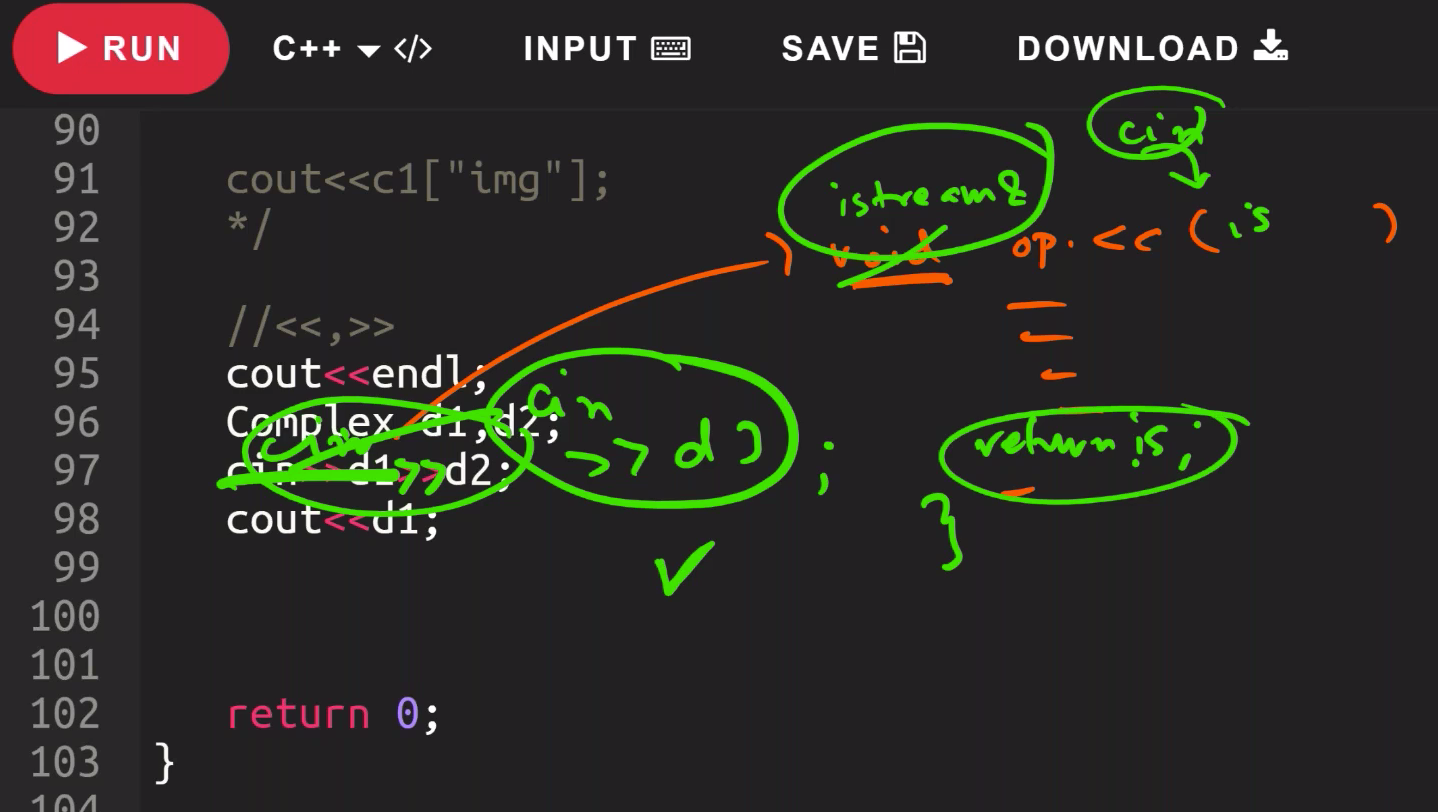 RUN C++ </> INPUT SAVE DOWNLOAD
90
cin
91 cout<<c1["img"];
istream&
92 */
void op. << (is )
93
94 //<<,>>
95 cout<<endl;
96 Complex d1,d2;
cin
cin
>> d2 ;
return is;
97 cin>>d1>>d2;
>>
98 cout<<d1;
}
99
100
101
102 return 0;
103 }
104